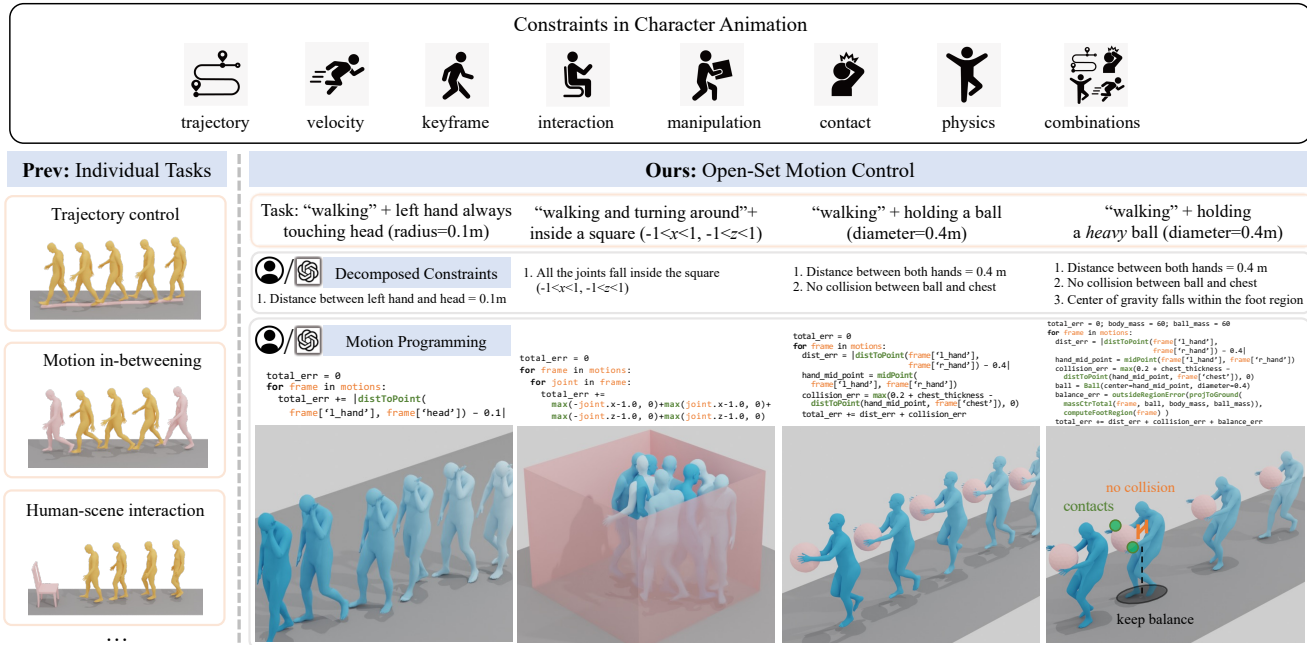 Constraints in Character Animation
trajectory
velocity
keyframe
interaction
manipulation
contact
physics
combinations
Prev: Individual Tasks
Trajectory control
Motion in-betweening
Human-scene interaction
…
Ours: Open-Set Motion Control
Task: “walking” + left hand always
touching head (radius=0.1m)
“walking and turning around”+
inside a square (-1<x<1, -1<z<1)
“walking” + holding a ball
(diameter=0.4m)
“walking” + holding
a heavy ball (diameter=0.4m)
Decomposed Constraints
1. Distance between left hand and head = 0.1m
1. All the joints fall inside the square
(-1<x<1, -1<z<1)
1. Distance between both hands = 0.4 m
2. No collision between ball and chest
1. Distance between both hands = 0.4 m
2. No collision between ball and chest
3. Center of gravity falls within the foot region
Motion Programming
total_err = 0
for frame in motions:
total_err += |distToPoint(
frame[‘l_hand’], frame[‘head’]) – 0.1|
total_err = 0
for frame in motions:
for joint in frame:
total_err +=
max(-joint.x-1.0, 0)+max(joint.x-1.0, 0)+
max(-joint.z-1.0, 0)+max(joint.z-1.0, 0)
total_err = 0
for frame in motions:
dist_err = |distToPoint(frame[‘l_hand’],
frame[‘r_hand’]) – 0.4|
hand_mid_point = midPoint(
frame[‘l_hand’], frame[‘r_hand’])
collision_err = max(0.2 + chest_thickness -
distToPoint(hand_mid_point, frame[‘chest’]), 0)
total_err += dist_err + collision_err
total_err = 0; body_mass = 60; ball_mass = 60
for frame in motions:
dist_err = |distToPoint(frame[‘l_hand’],
frame[‘r_hand’]) – 0.4|
hand_mid_point = midPoint(frame[‘l_hand’], frame[‘r_hand’])
collision_err = max(0.2 + chest_thickness -
distToPoint(hand_mid_point, frame[‘chest’]), 0)
ball = Ball(center=hand_mid_point, diameter=0.4)
balance_err = outsideRegionError(projToGround(
massCtrTotal(frame, ball, body_mass, ball_mass)),
computeFootRegion(frame) )
total_err += dist_err + collision_err + balance_err
no collision
contacts
keep balance